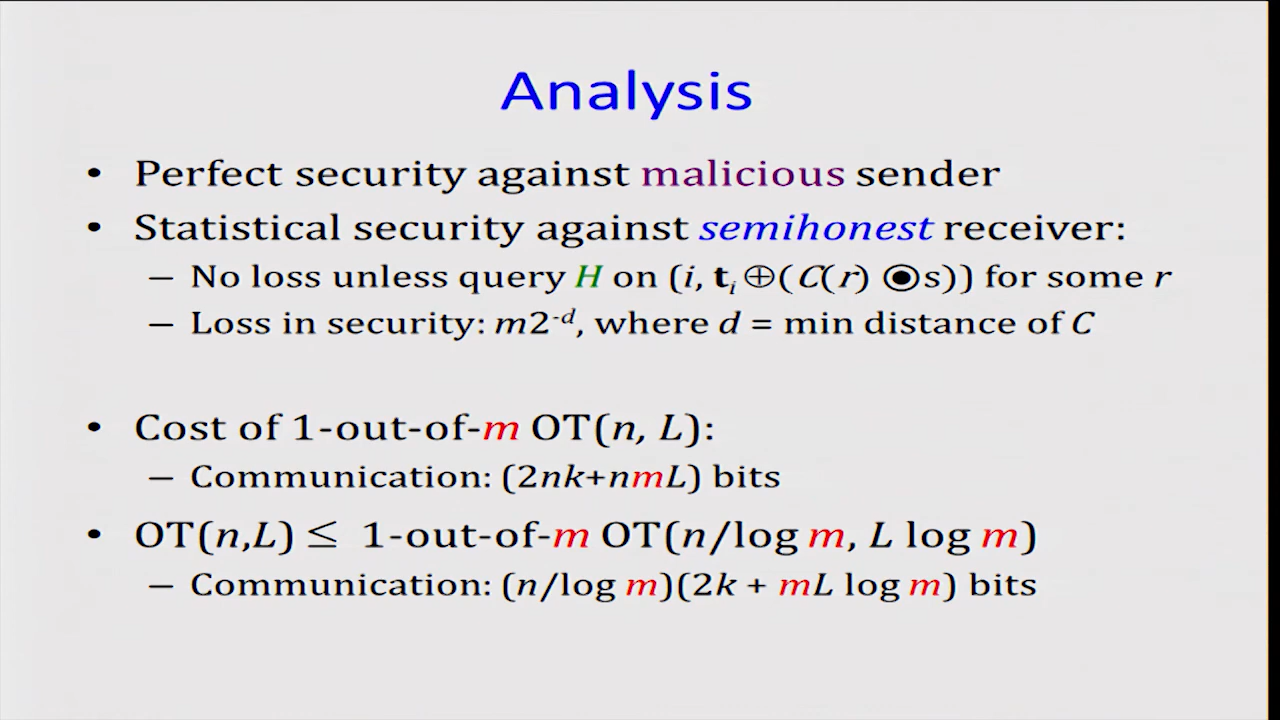 Analysis
• Perfect security against malicious sender
• Statistical security against semihonest receiver:
– No loss unless query H on (i, tᵢ ⊕(C(r) ⦿s)) for some r
– Loss in security: m2⁻ᵈ, where d = min distance of C
• Cost of 1-out-of-m OT(n, L):
– Communication: (2nk+nmL) bits
• OT(n,L) ≤ 1-out-of-m OT(n/log m, L log m)
– Communication: (n/log m)(2k + mL log m) bits